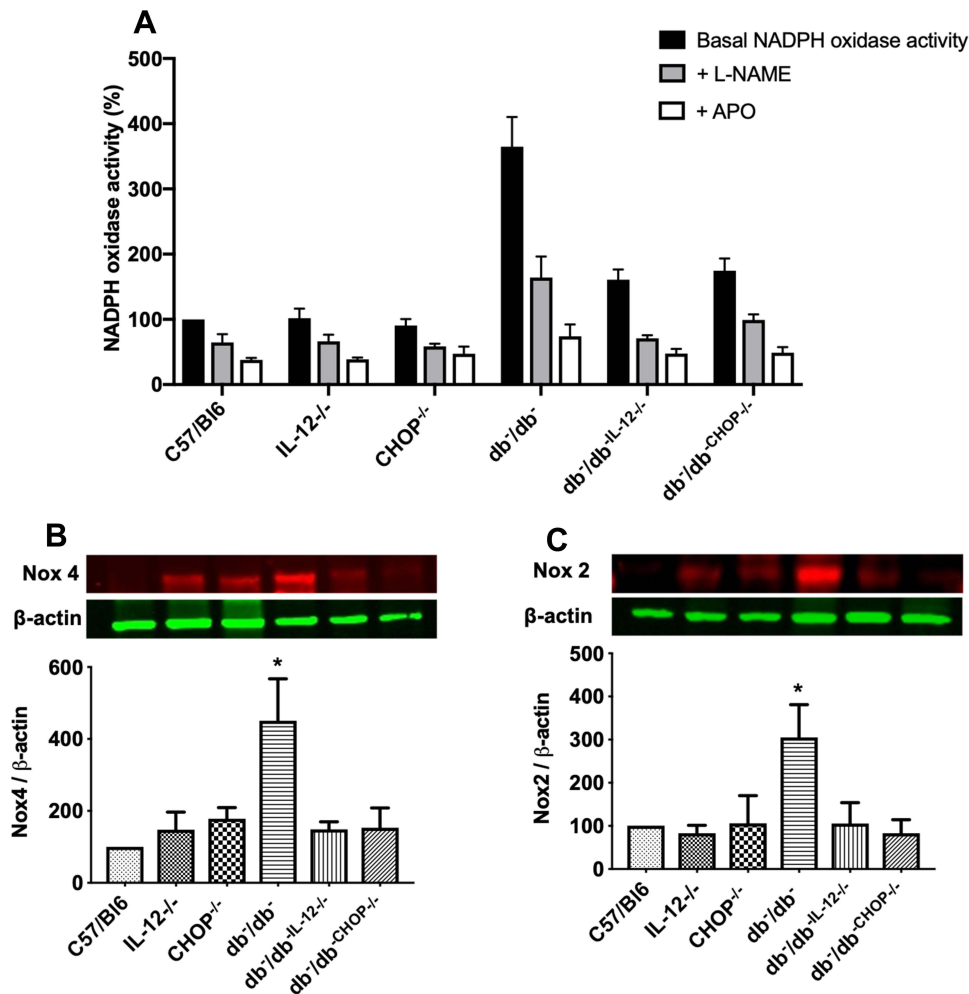 A
Basal NADPH oxidase activity
+ L-NAME
+ APO
NADPH oxidase activity (%)
500
400
300
200
100
0
C57/BI6
IL-12-/-
CHOP-/-
db-/db-
db-/db-IL-12-/-
db-/db-CHOP-/-
B
Nox 4
β-actin
Nox4 / β-actin
600
400
200
0
C57/BI6
IL-12-/-
CHOP-/-
db-/db-
db-/db-IL-12-/-
db-/db-CHOP-/-
*
C
Nox 2
β-actin
Nox2 / β-actin
500
400
300
200
100
0
C57/BI6
IL-12-/-
CHOP-/-
db-/db-
db-/db-IL-12-/-
db-/db-CHOP-/-
*